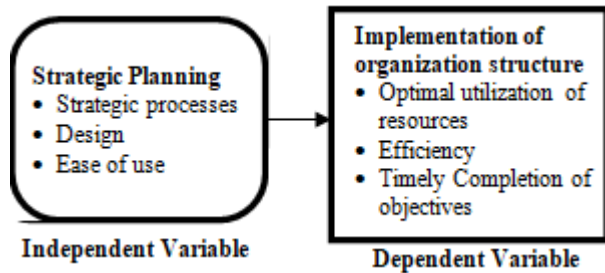 Strategic Planning
• Strategic processes
• Design
• Ease of use
Independent Variable
Implementation of
organization structure
• Optimal utilization of
resources
• Efficiency
• Timely Completion of
objectives
Dependent Variable